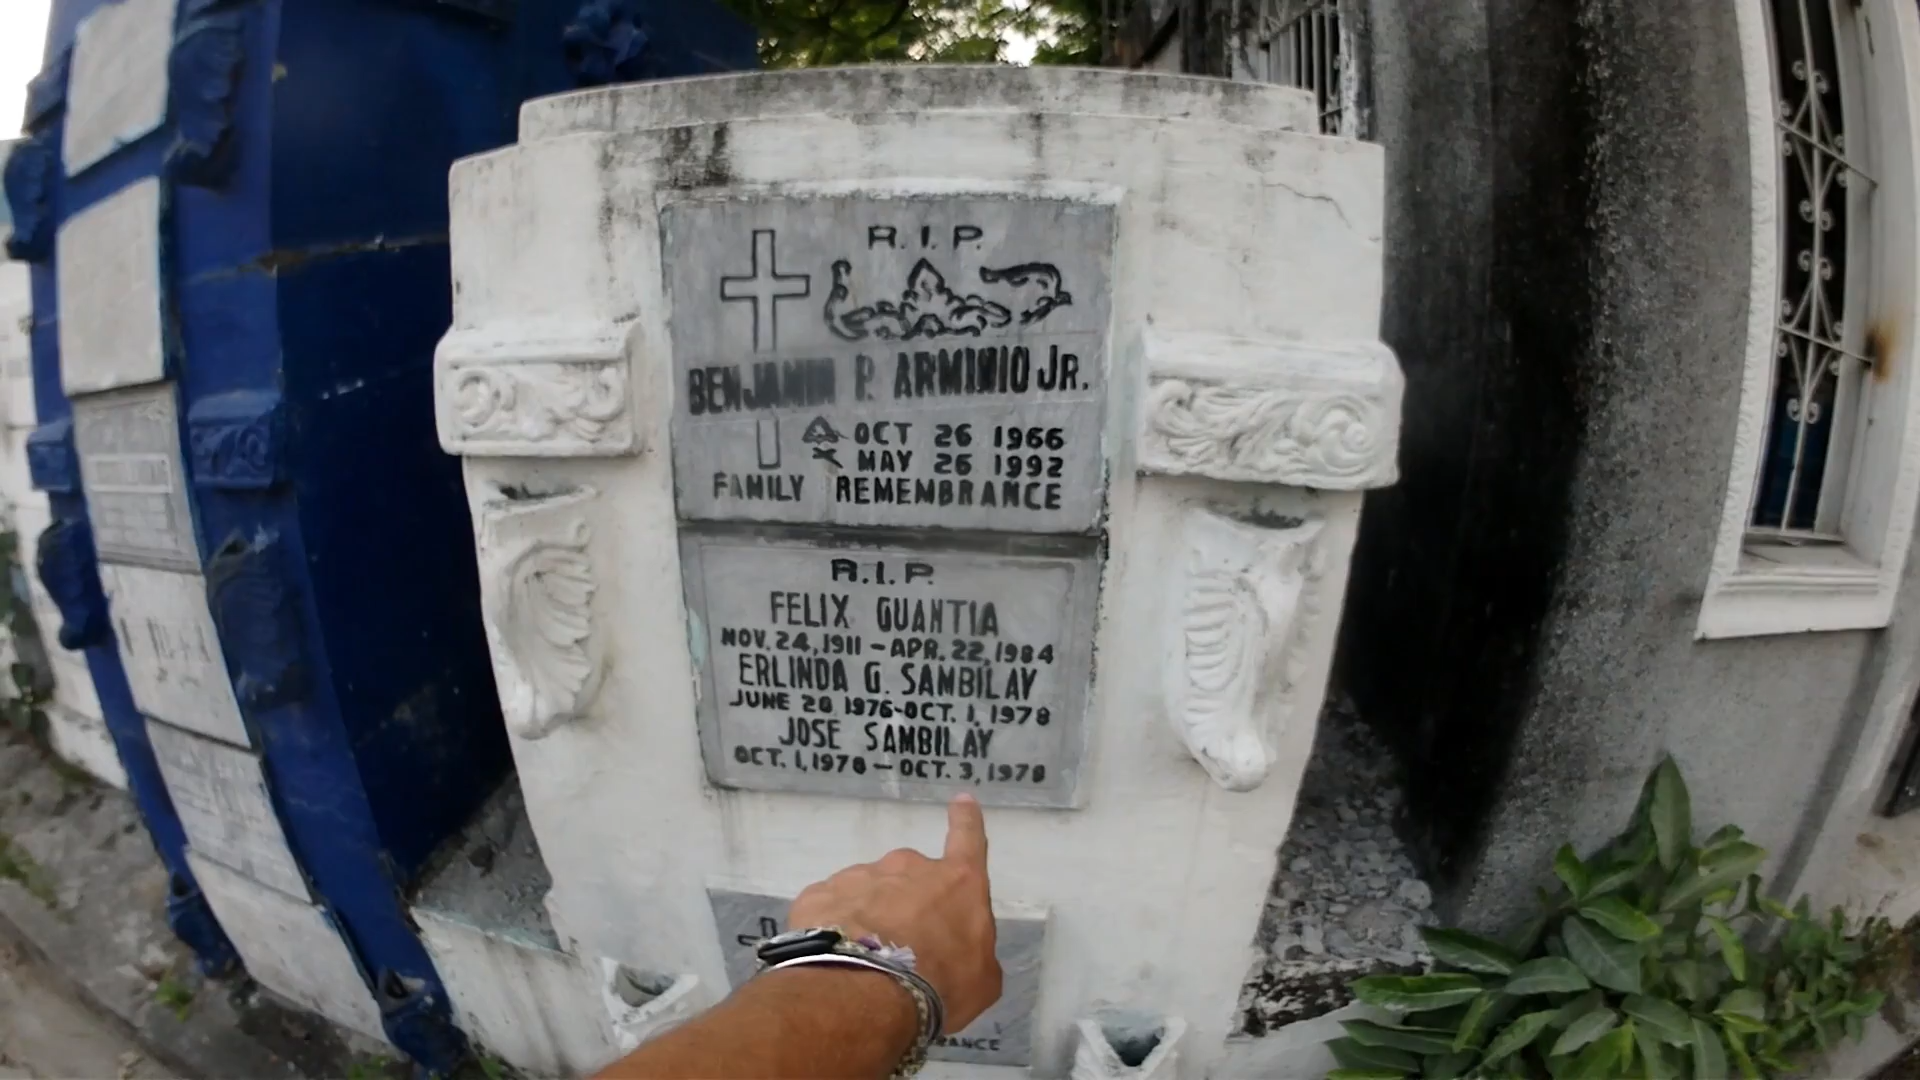 R.I.P.
BENJAMIN P. ARMINIO JR.
OCT 26 1966
MAY 26 1992
FAMILY REMEMBRANCE
R.I.P.
FELIX GUANTIA
NOV. 24, 1911 - APR. 22, 1984
ERLINDA G. SAMBILAY
JUNE 20, 1976-OCT. 1, 1978
JOSE SAMBILAY
OCT. 1, 1978 - OCT. 3, 1978